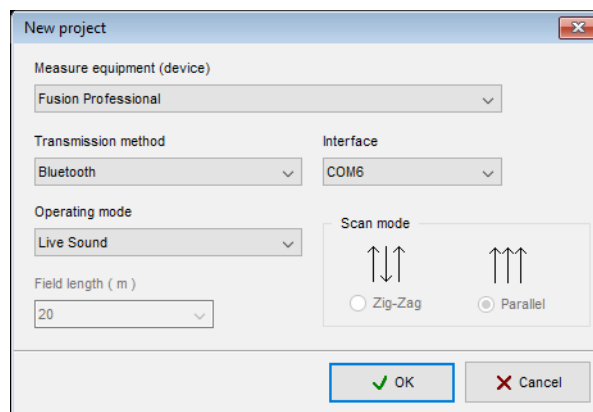 New project
Measure equipment (device)
Fusion Professional
Transmission method
Interface
Bluetooth
COM6
Operating mode
Live Sound
Scan mode
Field length ( m )
20
Zig-Zag
Parallel
OK
Cancel